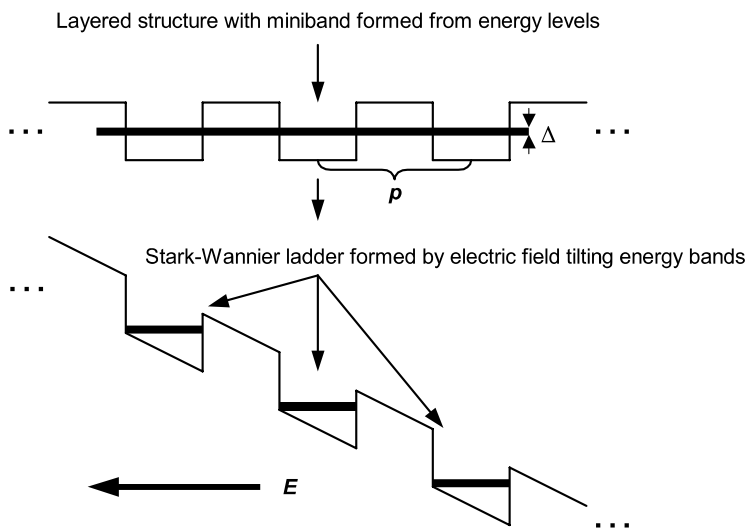 Layered structure with miniband formed from energy levels
... ...
Δ
p
Stark-Wannier ladder formed by electric field tilting energy bands
...
E
...